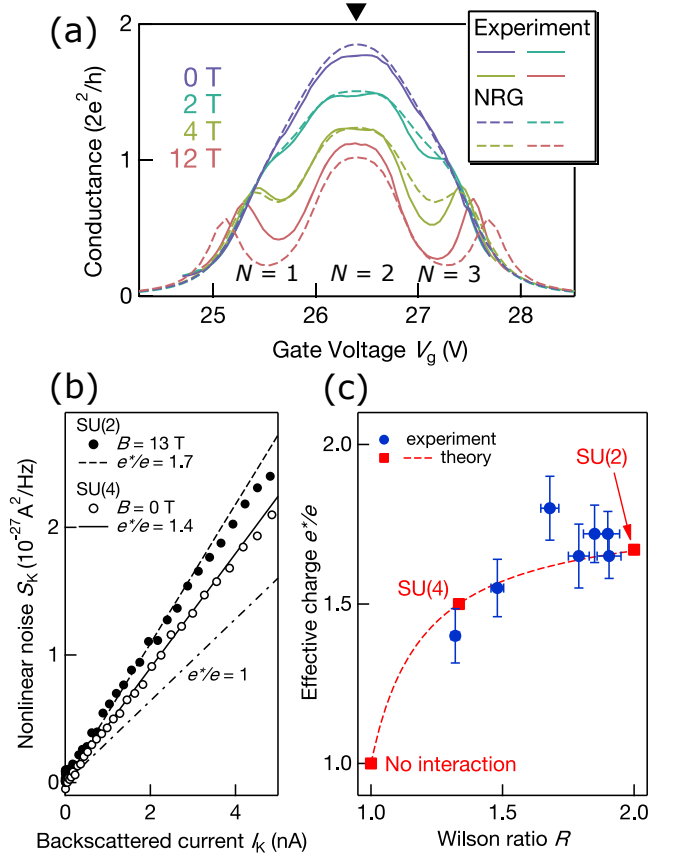 (a)
Conductance (2e²/h)
2
1
0
0 T
2 T
4 T
12 T
Experiment
NRG
N = 1
N = 2
N = 3
25
26
27
28
Gate Voltage Vg (V)
(b)
Nonlinear noise SK (10⁻²⁷ A²/Hz)
2
1
0
SU(2)
B = 13 T
e*/e = 1.7
SU(4)
B = 0 T
e*/e = 1.4
e*/e = 1
0
2
4
Backscattered current IK (nA)
(c)
Effective charge e*/e
2.0
1.5
1.0
experiment
theory
SU(2)
SU(4)
No interaction
1.0
1.5
2.0
Wilson ratio R